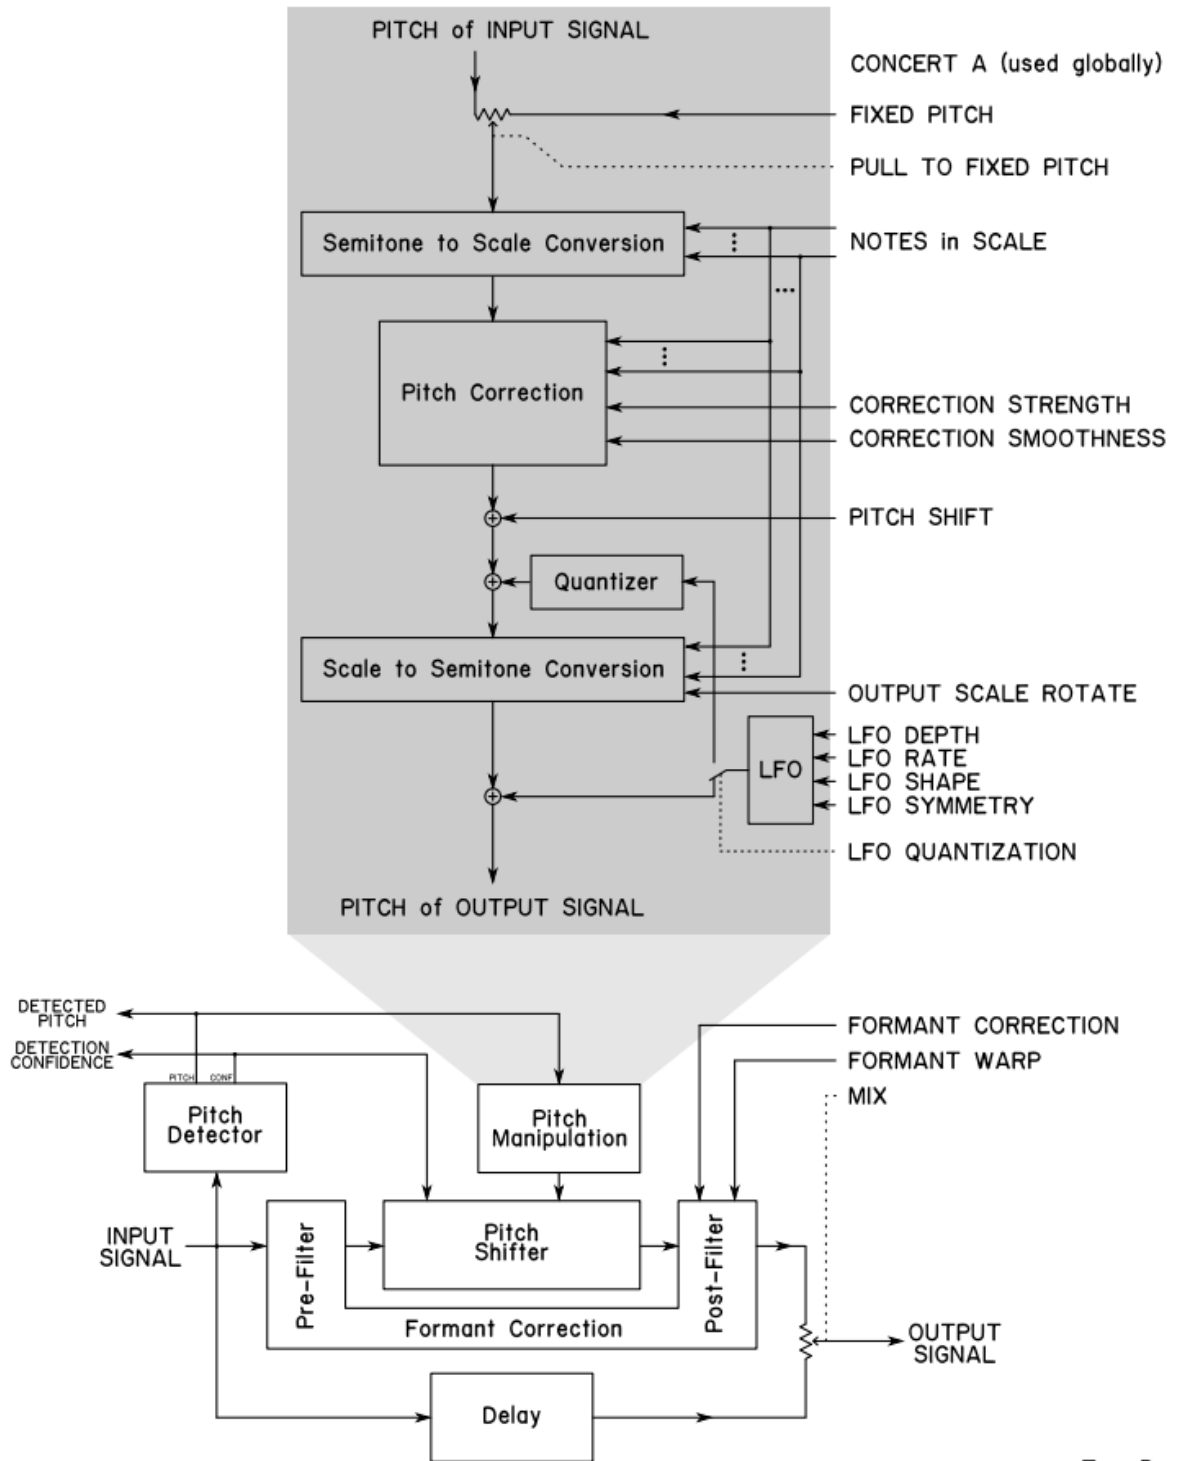 PITCH of INPUT SIGNAL
CONCERT A (used globally)
FIXED PITCH
PULL TO FIXED PITCH
Semitone to Scale Conversion
NOTES in SCALE
Pitch Correction
CORRECTION STRENGTH
CORRECTION SMOOTHNESS
PITCH SHIFT
Quantizer
Scale to Semitone Conversion
OUTPUT SCALE ROTATE
LFO
LFO DEPTH
LFO RATE
LFO SHAPE
LFO SYMMETRY
LFO QUANTIZATION
PITCH of OUTPUT SIGNAL
DETECTED
PITCH
DETECTION
CONFIDENCE
PITCH
CONF
FORMANT CORRECTION
FORMANT WARP
MIX
Pitch
Detector
Pitch
Manipulation
INPUT
SIGNAL
Pre-Filter
Pitch
Shifter
Post-Filter
Formant Correction
OUTPUT
SIGNAL
Delay